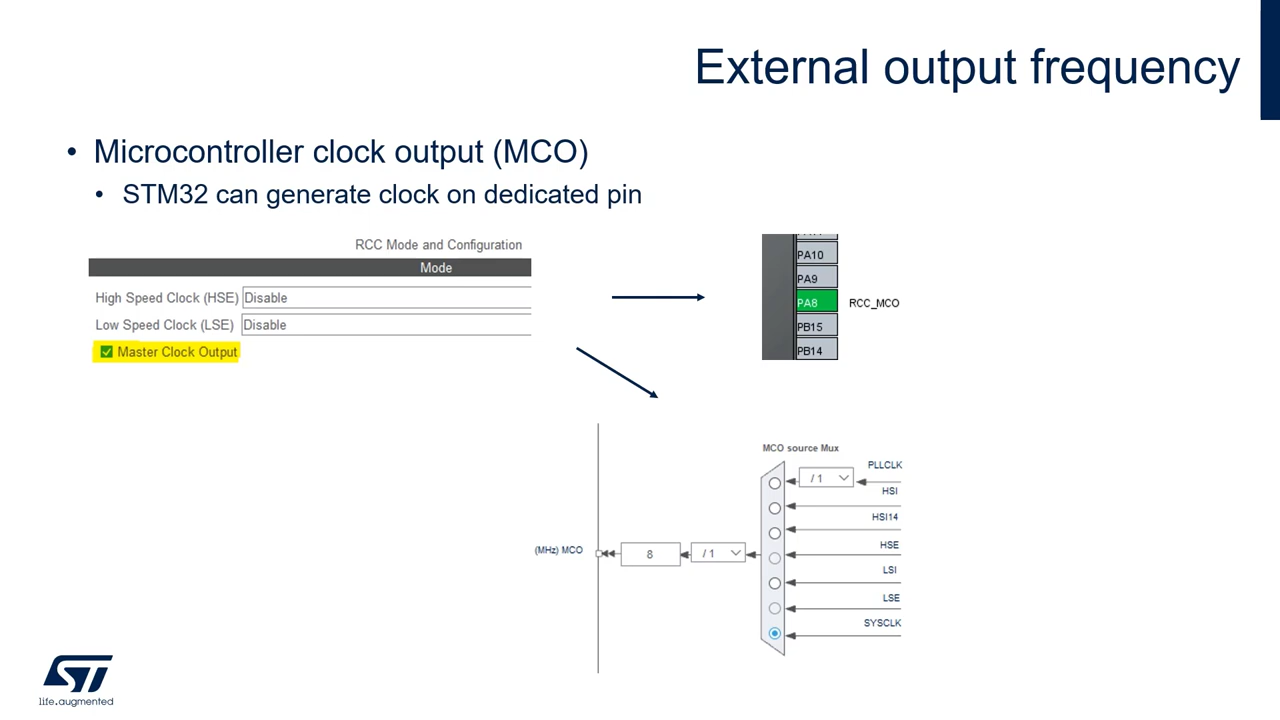 External output frequency
• Microcontroller clock output (MCO)
• STM32 can generate clock on dedicated pin
RCC Mode and Configuration
Mode
High Speed Clock (HSE) Disable
Low Speed Clock (LSE) Disable
Master Clock Output
PA10
PA9
PA8 RCC_MCO
PB15
PB14
MCO source Mux
PLLCLK
/ 1
HSI
HSI14
HSE
(MHz) MCO 8 / 1
LSI
LSE
SYSCLK
ST
life.augmented